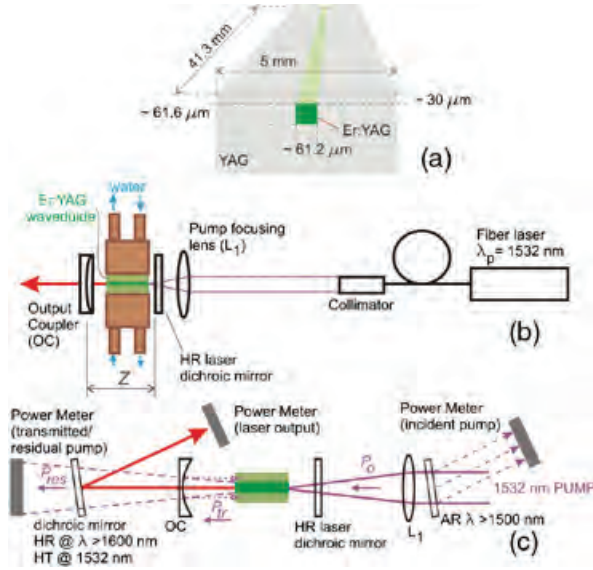 41.3 mm
5 mm
~ 61.6 μm
~ 30 μm
Er:YAG
YAG
~ 61.2 μm
(a)
Er:YAG
waveduide
water
Pump focusing
lens (L1)
Fiber laser
λp = 1532 nm
Output
Coupler
(OC)
Collimator
(b)
HR laser
dichroic mirror
Z
Power Meter
(transmitted/
residual pump)
Power Meter
(laser output)
Power Meter
(incident pump)
Pres
Ptr
Po
1532 nm PUMP
dichroic mirror
HR @ λ >1600 nm
HT @ 1532 nm
OC
HR laser
dichroic mirror
L1
AR λ >1500 nm
(c)